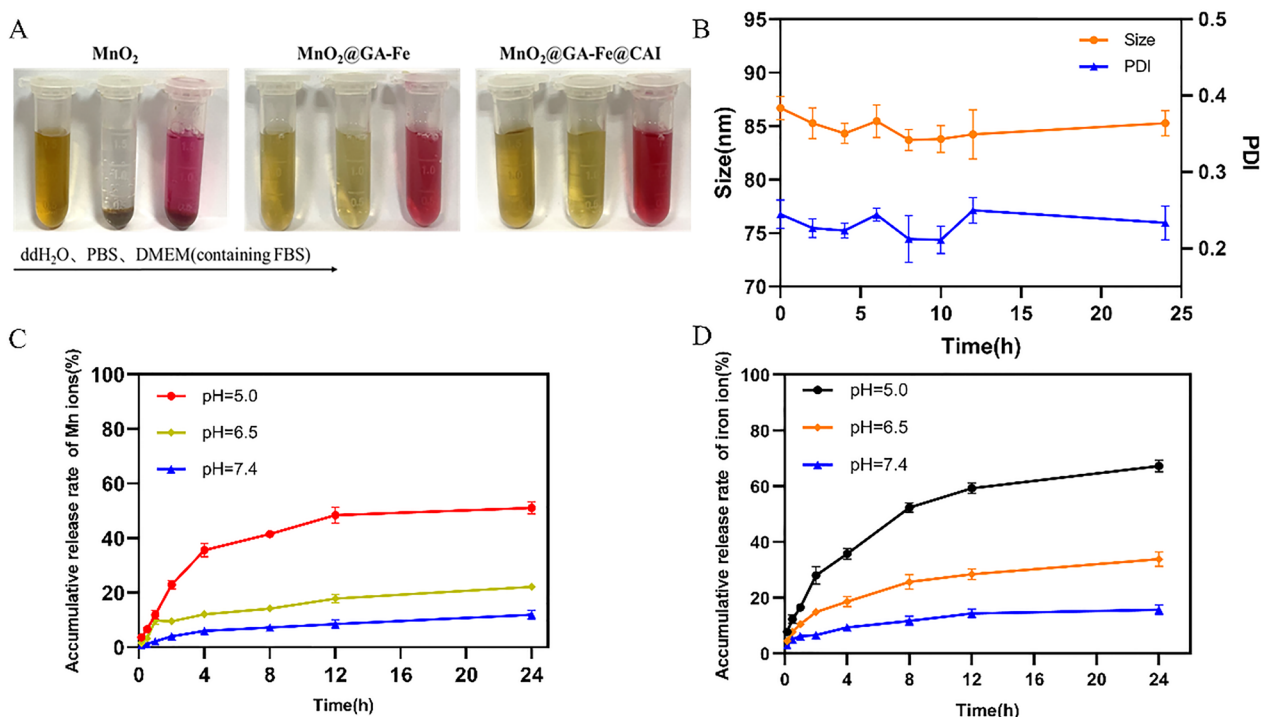 A
MnO₂
MnO₂@GA-Fe
MnO₂@GA-Fe@CAI
ddH₂O、PBS、DMEM(containing FBS)
B
Size(nm)
95
90
85
80
75
70
Size
PDI
0.5
0.4
0.3
0.2
PDI
0
5
10
15
20
25
Time(h)
C
Accumulative release rate of Mn ions(%)
100
80
60
40
20
0
pH=5.0
pH=6.5
pH=7.4
0
4
8
12
16
20
24
Time(h)
D
Accumulative release rate of iron ion(%)
100
80
60
40
20
0
pH=5.0
pH=6.5
pH=7.4
0
4
8
12
16
20
24
Time(h)